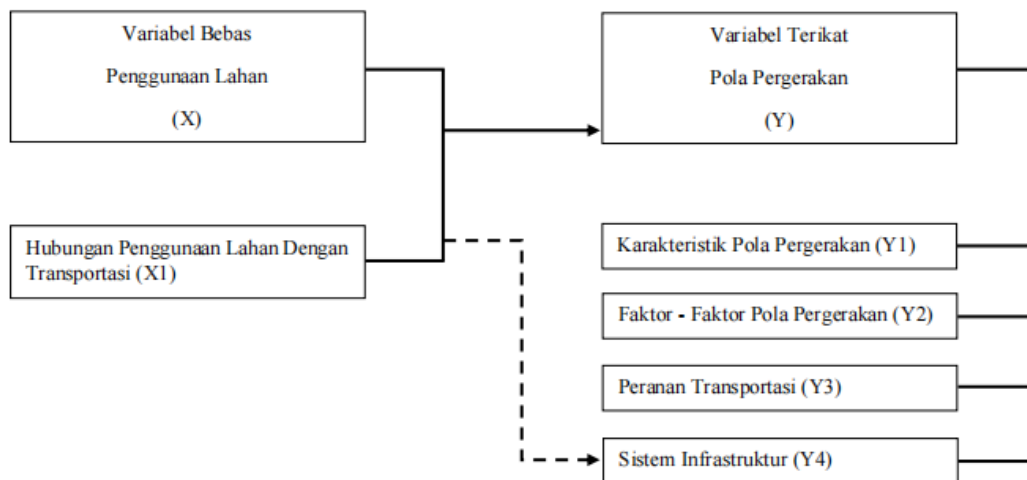 Variabel Bebas
Penggunaan Lahan
(X)
Variabel Terikat
Pola Pergerakan
(Y)
Hubungan Penggunaan Lahan Dengan
Transportasi (X1)
Karakteristik Pola Pergerakan (Y1)
Faktor - Faktor Pola Pergerakan (Y2)
Peranan Transportasi (Y3)
Sistem Infrastruktur (Y4)